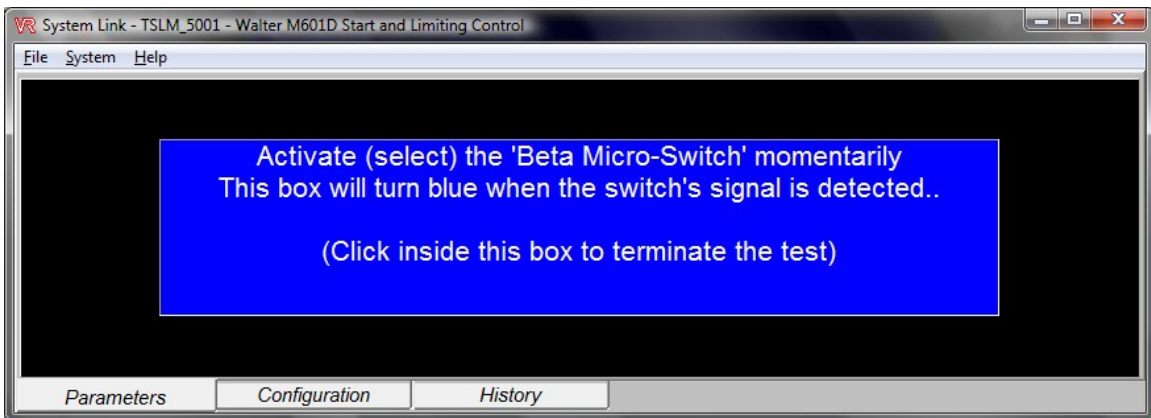 VR System Link - TSLM_5001 - Walter M601D Start and Limiting Control
File System Help
Activate (select) the 'Beta Micro-Switch' momentarily
This box will turn blue when the switch's signal is detected..
(Click inside this box to terminate the test)
Parameters Configuration History